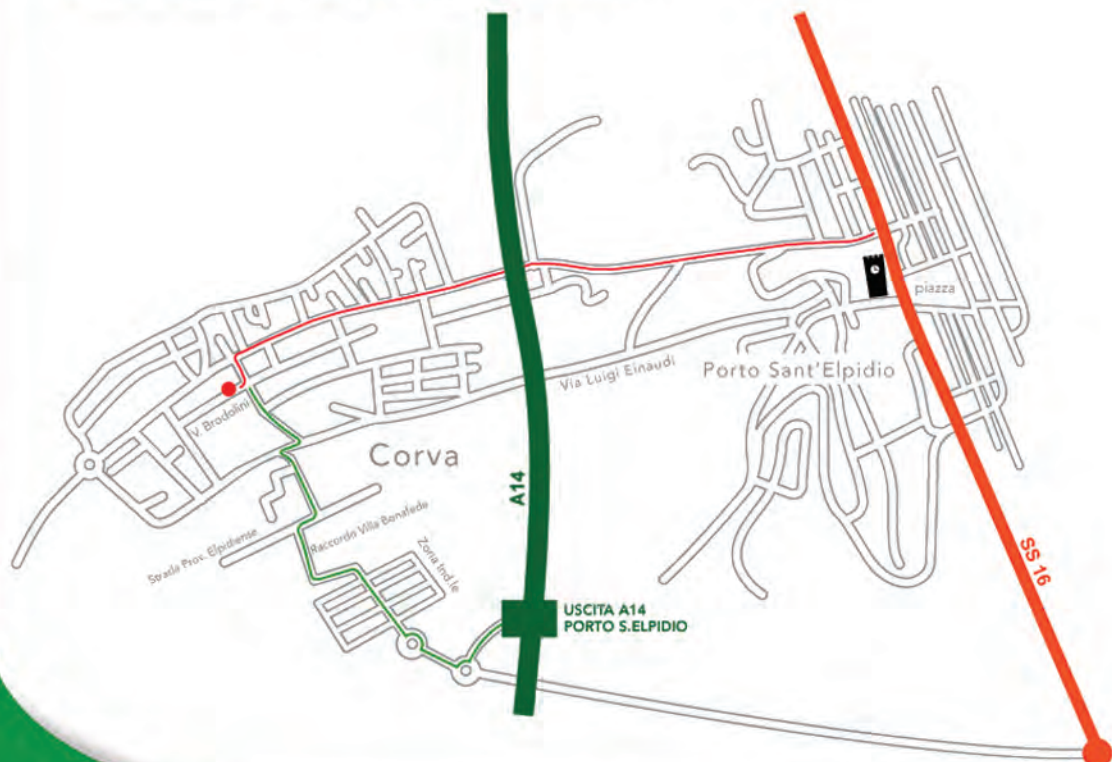 piazza
Via Luigi Einaudi
Porto Sant'Elpidio
V. Brodolini
Corva
A14
Strada Prov. Elpidiense
Raccordo Villa Bonafede
Zona Ind.le
SS 16
USCITA A14
PORTO S.ELPIDIO